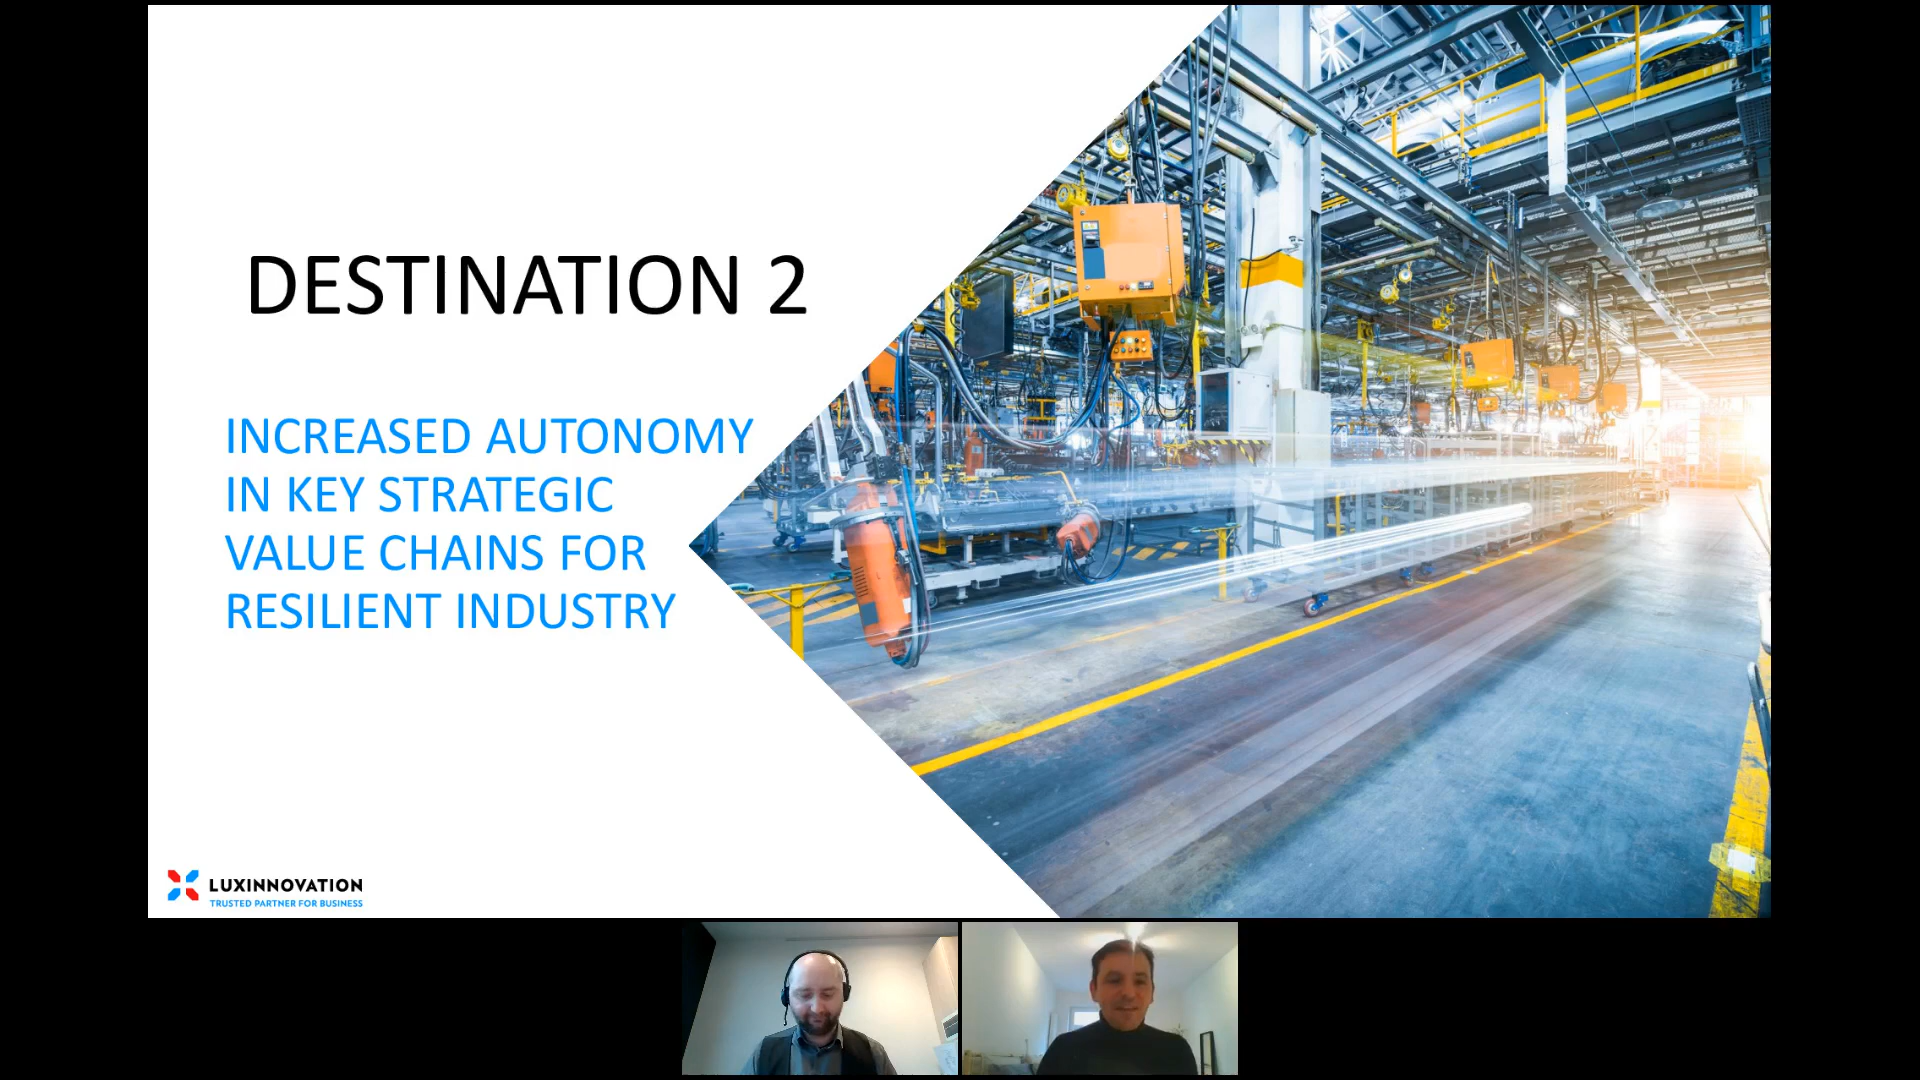 DESTINATION 2
INCREASED AUTONOMY
IN KEY STRATEGIC
VALUE CHAINS FOR
RESILIENT INDUSTRY
LUXINNOVATION
TRUSTED PARTNER FOR BUSINESS